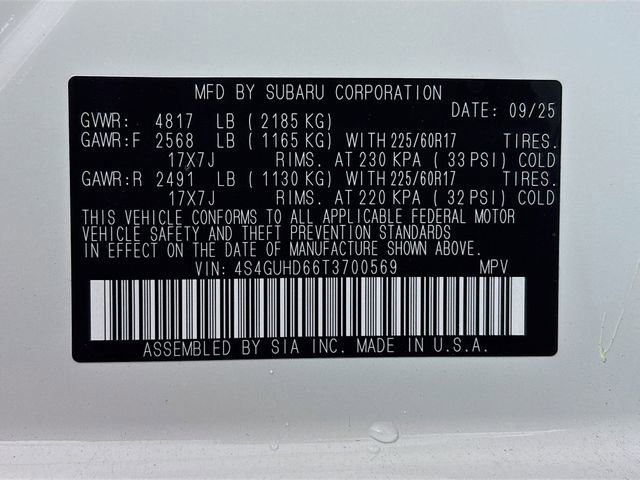 MFD BY SUBARU CORPORATION
DATE: 09/25
GVWR: 4817 LB ( 2185 KG)
GAWR:F 2568 LB ( 1165 KG) WITH 225/60R17 TIRES.
17X7J RIMS. AT 230 KPA ( 33 PSI) COLD
GAWR:R 2491 LB ( 1130 KG) WITH 225/60R17 TIRES.
17X7J RIMS. AT 220 KPA ( 32 PSI) COLD
THIS VEHICLE CONFORMS TO ALL APPLICABLE FEDERAL MOTOR
VEHICLE SAFETY AND THEFT PREVENTION STANDARDS
IN EFFECT ON THE DATE OF MANUFACTURE SHOWN ABOVE.
VIN: 4S4GUHD66T3700569 MPV
ASSEMBLED BY SIA INC. MADE IN U.S.A.